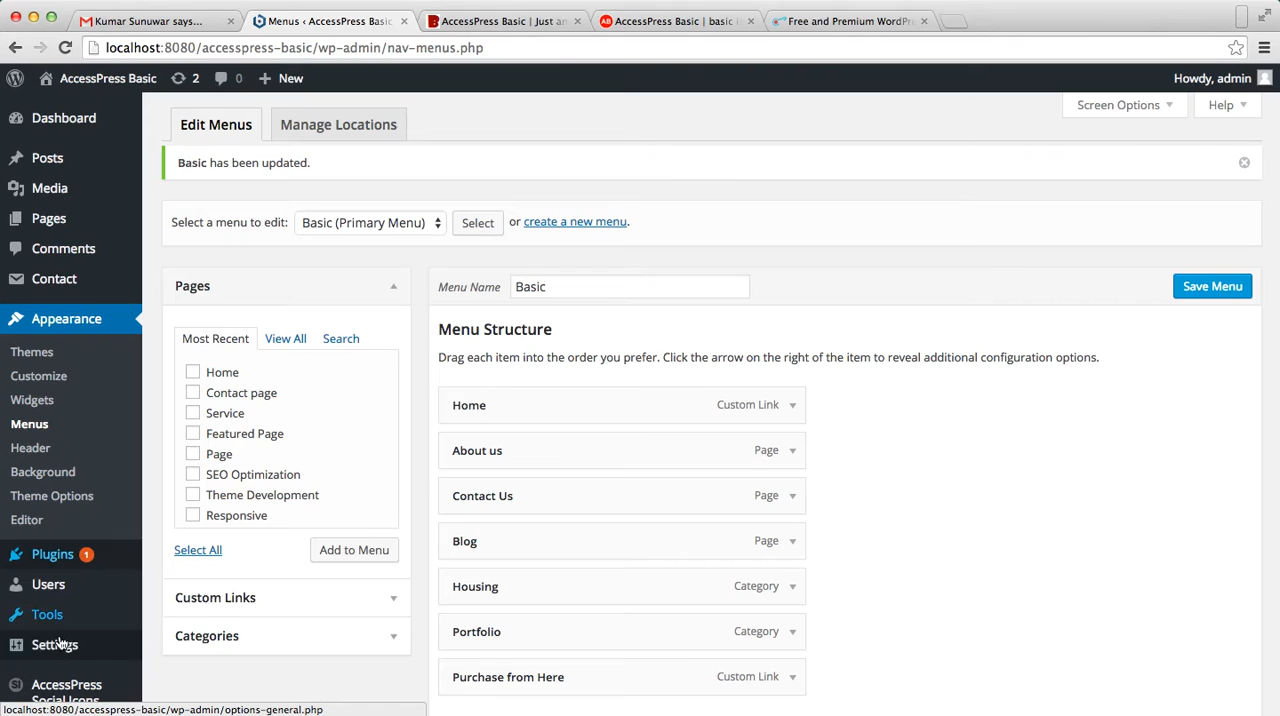 Kumar Sunuwar says...
Menus ‹ AccessPress Basic
AccessPress Basic | Just an
AccessPress Basic | basic
Free and Premium WordPre
localhost:8080/accesspress-basic/wp-admin/nav-menus.php
AccessPress Basic
2
0
New
Howdy, admin
Dashboard
Posts
Media
Pages
Comments
Contact
Appearance
Themes
Customize
Widgets
Menus
Header
Background
Theme Options
Editor
Plugins 1
Users
Tools
Settings
AccessPress
Social Icons
localhost:8080/accesspress-basic/wp-admin/options-general.php
Screen Options
Help
Edit Menus
Manage Locations
Basic has been updated.
Select a menu to edit: Basic (Primary Menu) Select or create a new menu.
Pages
Most Recent View All Search
Home
Contact page
Service
Featured Page
Page
SEO Optimization
Theme Development
Responsive
Select All Add to Menu
Custom Links
Categories
Menu Name Basic Save Menu
Menu Structure
Drag each item into the order you prefer. Click the arrow on the right of the item to reveal additional configuration options.
Home Custom Link
About us Page
Contact Us Page
Blog Page
Housing Category
Portfolio Category
Purchase from Here Custom Link